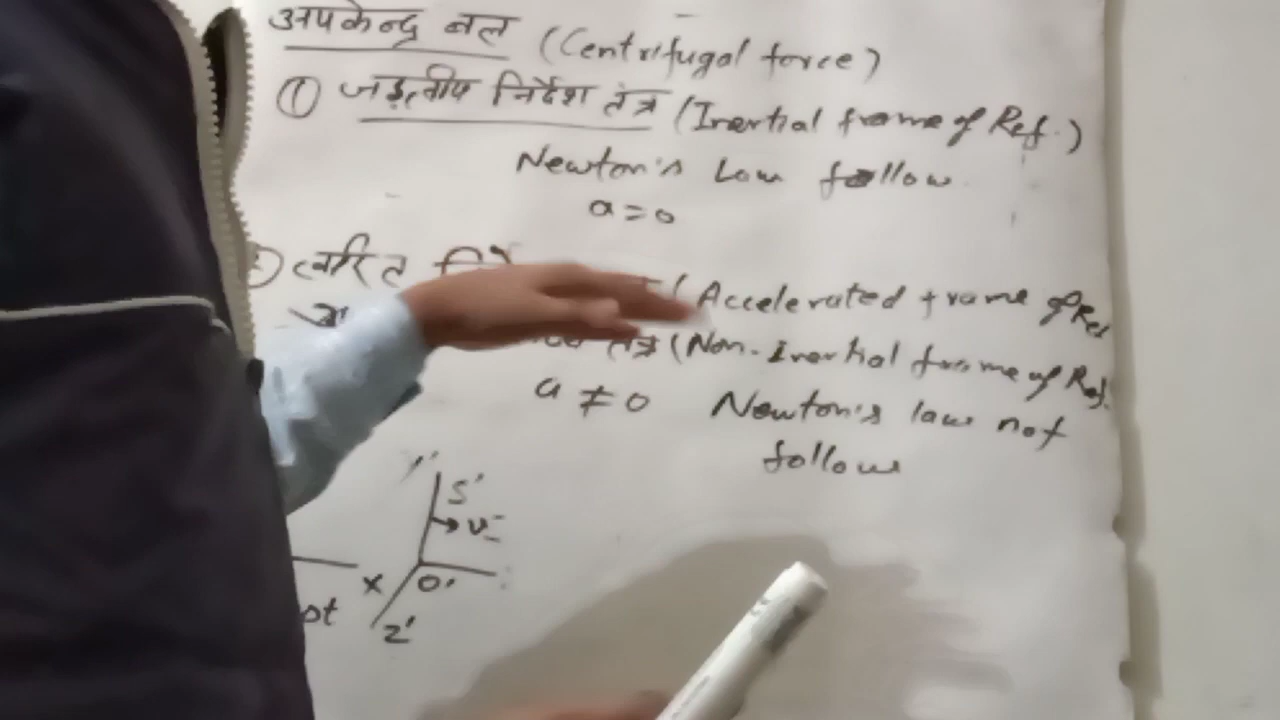 अपकेन्द्र बल (Centrifugal force)
① जड़त्वीय निर्देश तंत्र (Inertial frame of Ref.)
Newton's Law follow
a = 0
त्वरित (Accelerated frame of Ref
तंत्र (Non-Inertial frame of Ref.
a ≠ 0 Newton's law not
follow
S'
→ v
X O'
Z'